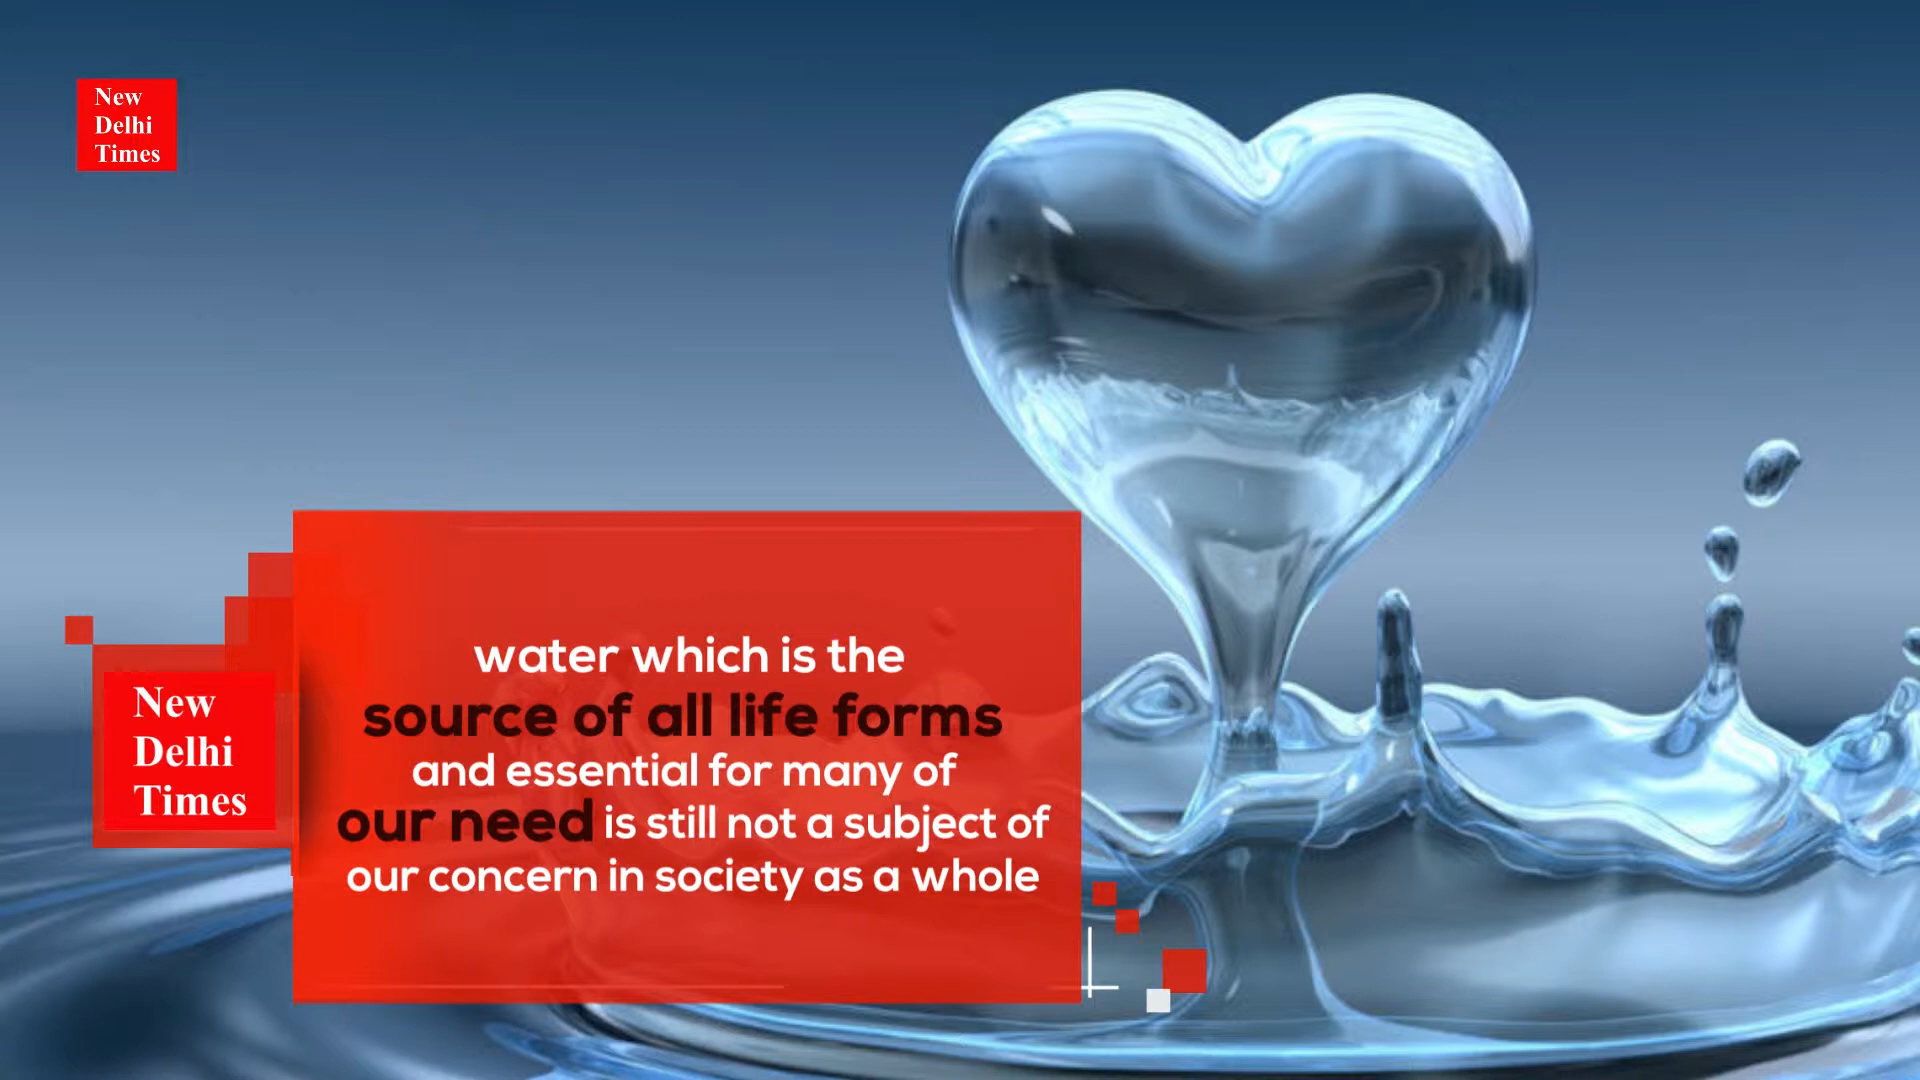 New
Delhi
Times
water which is the
source of all life forms
and essential for many of
our need is still not a subject of
our concern in society as a whole
New
Delhi
Times